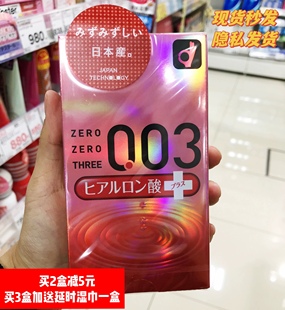 みずみずしい
日本産。
JAPAN
TECHNOLOGY
现货秒发
隐私发货
980
ZERO
ZERO
THREE
0.03
ヒアルロン酸
プラス
买2盒减5元
买3盒加送延时湿巾一盒